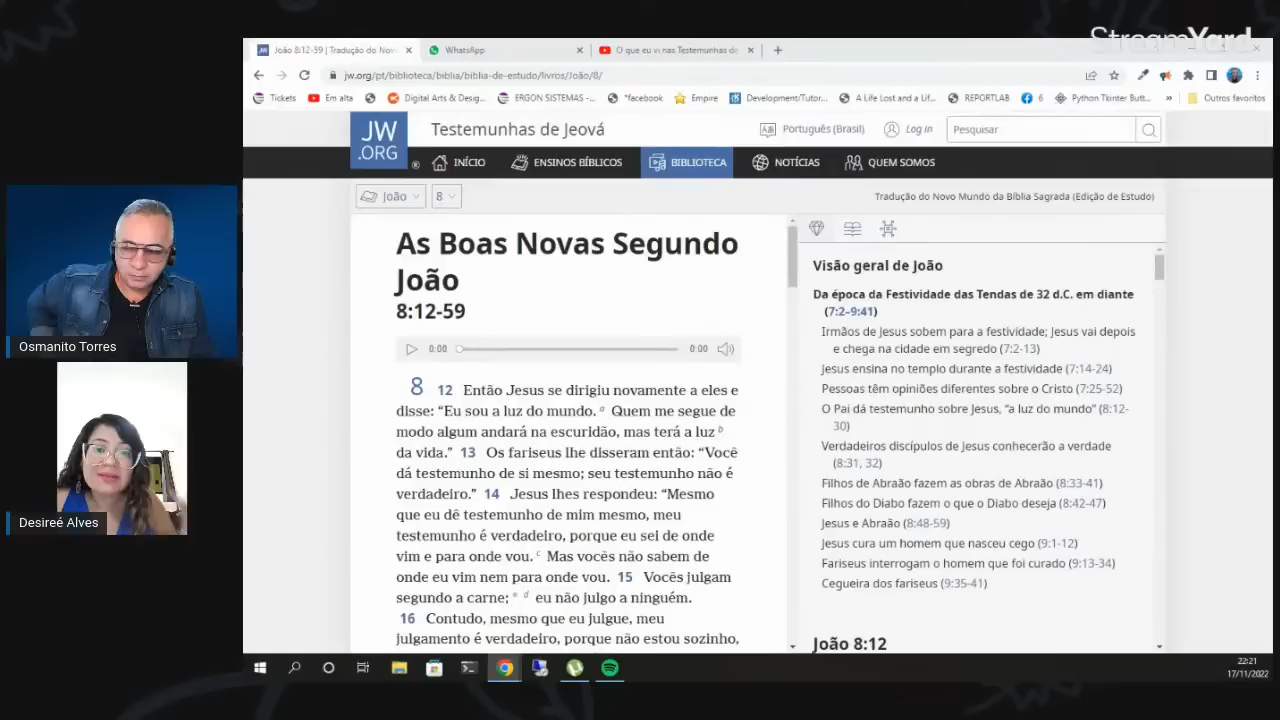 StreamYard
João 8:12-59 | Tradução do Novo
WhatsApp
O que eu vi nas Testemunhas de
jw.org/pt/biblioteca/biblia/biblia-de-estudo/livros/João/8/
Tickets
Em alta
Digital Arts & Desig...
ERGON SISTEMAS -...
*facebook
Empire
Development/Tutor...
A Life Lost and a Lif...
REPORTLAB
6
Python Tkinter Butt...
»
Outros favoritos
JW
.ORG
®
Testemunhas de Jeová
Português (Brasil)
Log in
Pesquisar
INÍCIO
ENSINOS BÍBLICOS
BIBLIOTECA
NOTÍCIAS
QUEM SOMOS
João
8
Tradução do Novo Mundo da Bíblia Sagrada (Edição de Estudo)
As Boas Novas Segundo
João
8:12-59
0:00
0:00
8 12 Então Jesus se dirigiu novamente a eles e
disse: “Eu sou a luz do mundo. a Quem me segue de
modo algum andará na escuridão, mas terá a luz b
da vida.” 13 Os fariseus lhe disseram então: “Você
dá testemunho de si mesmo; seu testemunho não é
verdadeiro.” 14 Jesus lhes respondeu: “Mesmo
que eu dê testemunho de mim mesmo, meu
testemunho é verdadeiro, porque eu sei de onde
vim e para onde vou. c Mas vocês não sabem de
onde eu vim nem para onde vou. 15 Vocês julgam
segundo a carne; * d eu não julgo a ninguém.
16 Contudo, mesmo que eu julgue, meu
julgamento é verdadeiro, porque não estou sozinho,
Visão geral de João
Da época da Festividade das Tendas de 32 d.C. em diante
(7:2–9:41)
Irmãos de Jesus sobem para a festividade; Jesus vai depois
e chega na cidade em segredo (7:2-13)
Jesus ensina no templo durante a festividade (7:14-24)
Pessoas têm opiniões diferentes sobre o Cristo (7:25-52)
O Pai dá testemunho sobre Jesus, “a luz do mundo” (8:12-
30)
Verdadeiros discípulos de Jesus conhecerão a verdade
(8:31, 32)
Filhos de Abraão fazem as obras de Abraão (8:33-41)
Filhos do Diabo fazem o que o Diabo deseja (8:42-47)
Jesus e Abraão (8:48-59)
Jesus cura um homem que nasceu cego (9:1-12)
Fariseus interrogam o homem que foi curado (9:13-34)
Cegueira dos fariseus (9:35-41)
João 8:12
Osmanito Torres
Desireé Alves
22:21
17/11/2022